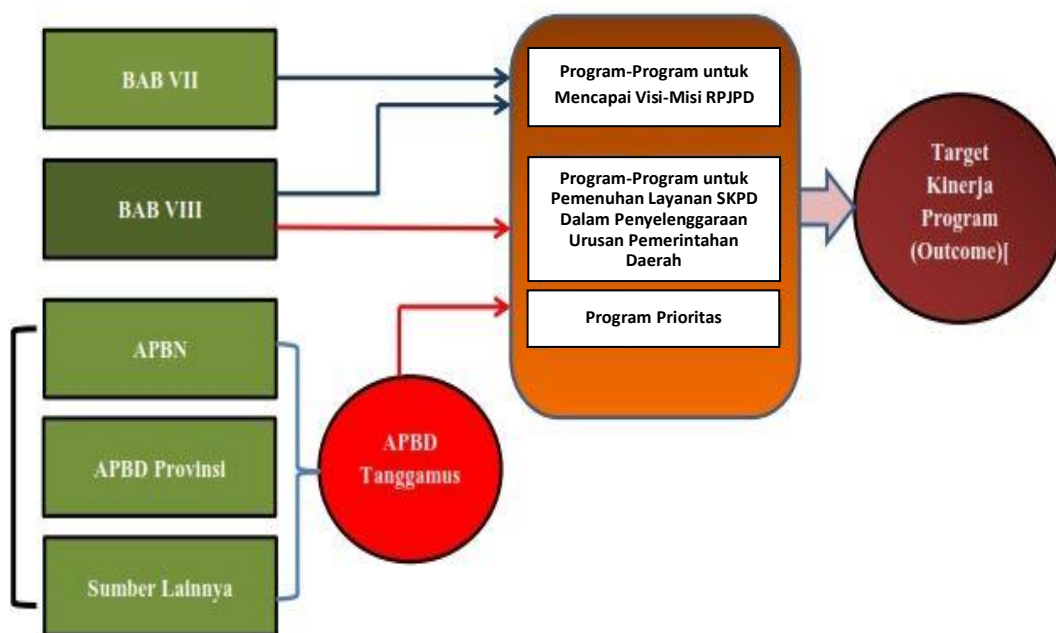 BAB VII
BAB VIII
APBN
APBD Provinsi
Sumber Lainnya
APBD
Tanggamus
Program-Program untuk
Mencapai Visi-Misi RPJPD
Program-Program untuk
Pemenuhan Layanan SKPD
Dalam Penyelenggaraan
Urusan Pemerintahan
Daerah
Program Prioritas
Target
Kinerja
Program
(Outcome)[